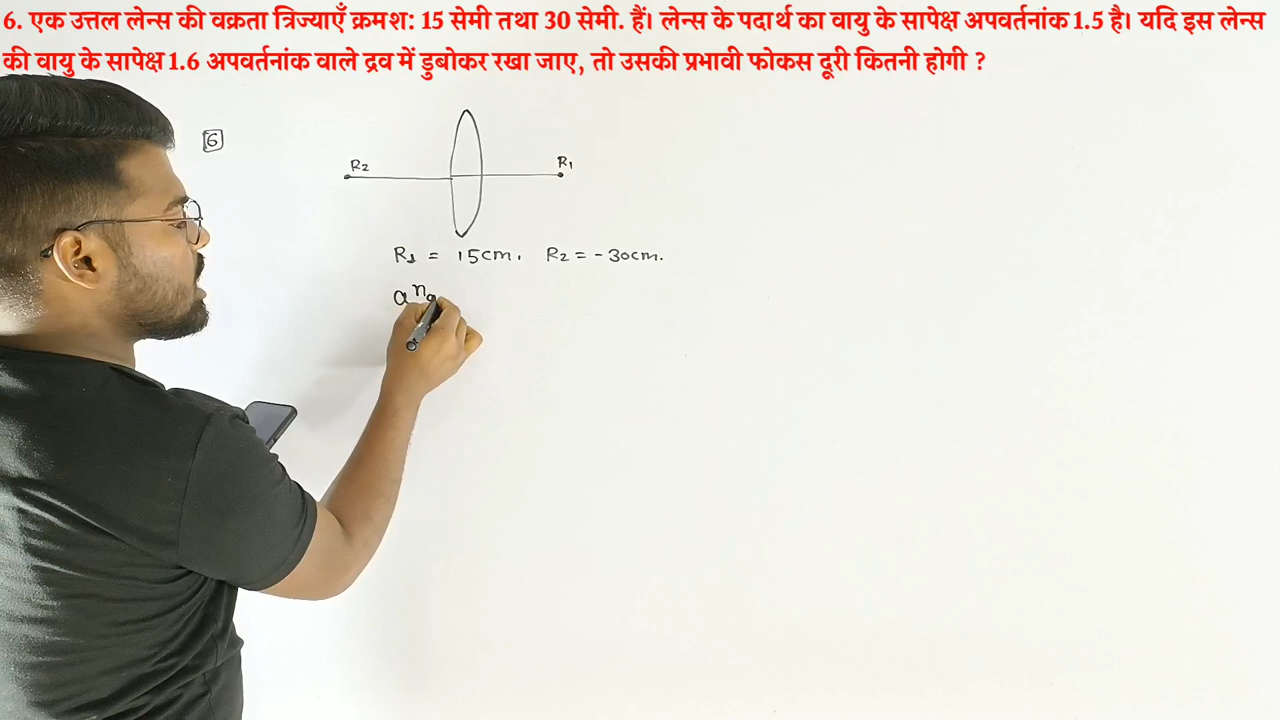 6. एक उत्तल लेन्स की वक्रता त्रिज्याएँ क्रमश: 15 सेमी तथा 30 सेमी. हैं। लेन्स के पदार्थ का वायु के सापेक्ष अपवर्तनांक 1.5 है। यदि इस लेन्स
की वायु के सापेक्ष 1.6 अपवर्तनांक वाले द्रव में डुबोकर रखा जाए, तो उसकी प्रभावी फोकस दूरी कितनी होगी ?
6
R2 R1
R1 = 15cm, R2 = -30cm.
a n